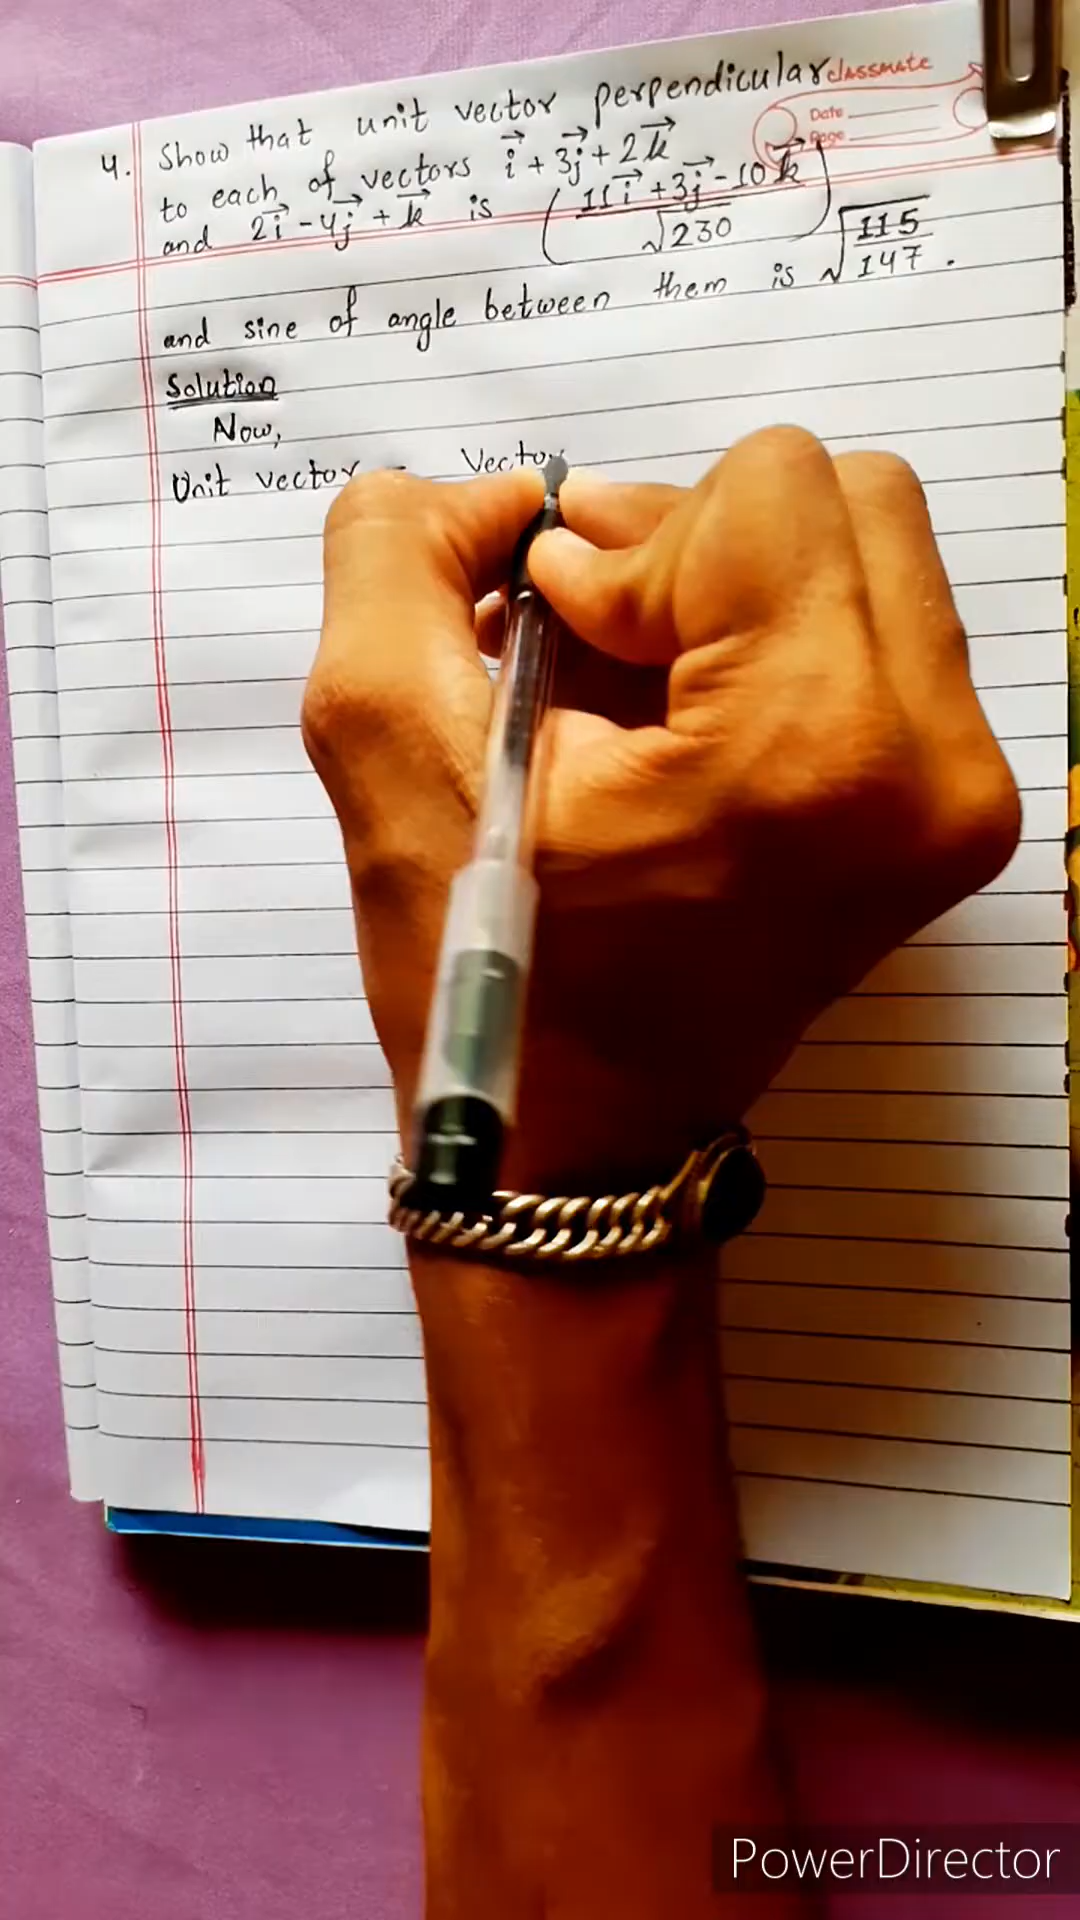 classmate
Date
Page
4. Show that unit vector perpendicular
to each of vectors i⃗ + 3j⃗ + 2k⃗
and 2i⃗ - 4j⃗ + k⃗ is (11i⃗ + 3j⃗ - 10k⃗ / √230)
and sine of angle between them is √115/147 .
Solution
Now,
Unit vector = Vector
PowerDirector